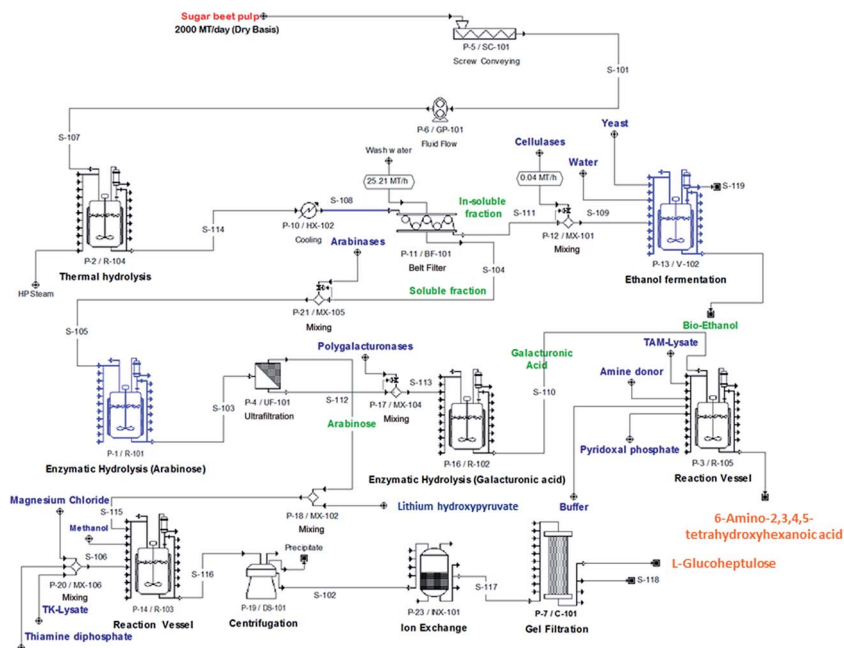 Sugar beet pulp
2000 MT/day (Dry Basis)
P-5 / SC-101
Screw Conveying
S-101
P-6 / GP-101
Fluid Flow
S-107
Wash water
25.21 MT/h
Cellulases
0.04 MT/h
Water
Yeast
S-119
HP Steam
P-2 / R-104
Thermal hydrolysis
S-114
P-10 / HX-102
Cooling
S-108
P-11 / BF-101
Belt Filter
In-soluble
fraction
S-111
P-12 / MX-101
Mixing
S-109
P-13 / V-102
Ethanol fermentation
Bio-Ethanol
S-104
Soluble fraction
Arabinases
P-21 / MX-105
Mixing
S-105
P-1 / R-101
Enzymatic Hydrolysis (Arabinose)
S-103
P-4 / UF-101
Ultrafiltration
S-112
Arabinose
Polygalacturonases
P-17 / MX-104
Mixing
S-113
P-16 / R-102
Enzymatic Hydrolysis (Galacturonic acid)
Galacturonic
Acid
S-110
TAM-Lysate
Amine donor
Pyridoxal phosphate
Buffer
P-3 / R-105
Reaction Vessel
6-Amino-2,3,4,5-
tetrahydroxyhexanoic acid
Magnesium Chloride
Methanol
S-115
P-18 / MX-102
Mixing
Lithium hydroxypyruvate
S-106
P-20 / MX-106
Mixing
TK-Lysate
Thiamine diphosphate
P-14 / R-103
Reaction Vessel
S-116
Precipitate
P-19 / DS-101
Centrifugation
S-102
P-23 / INX-101
Ion Exchange
S-117
P-7 / C-101
Gel Filtration
L-Glucoheptulose
S-118